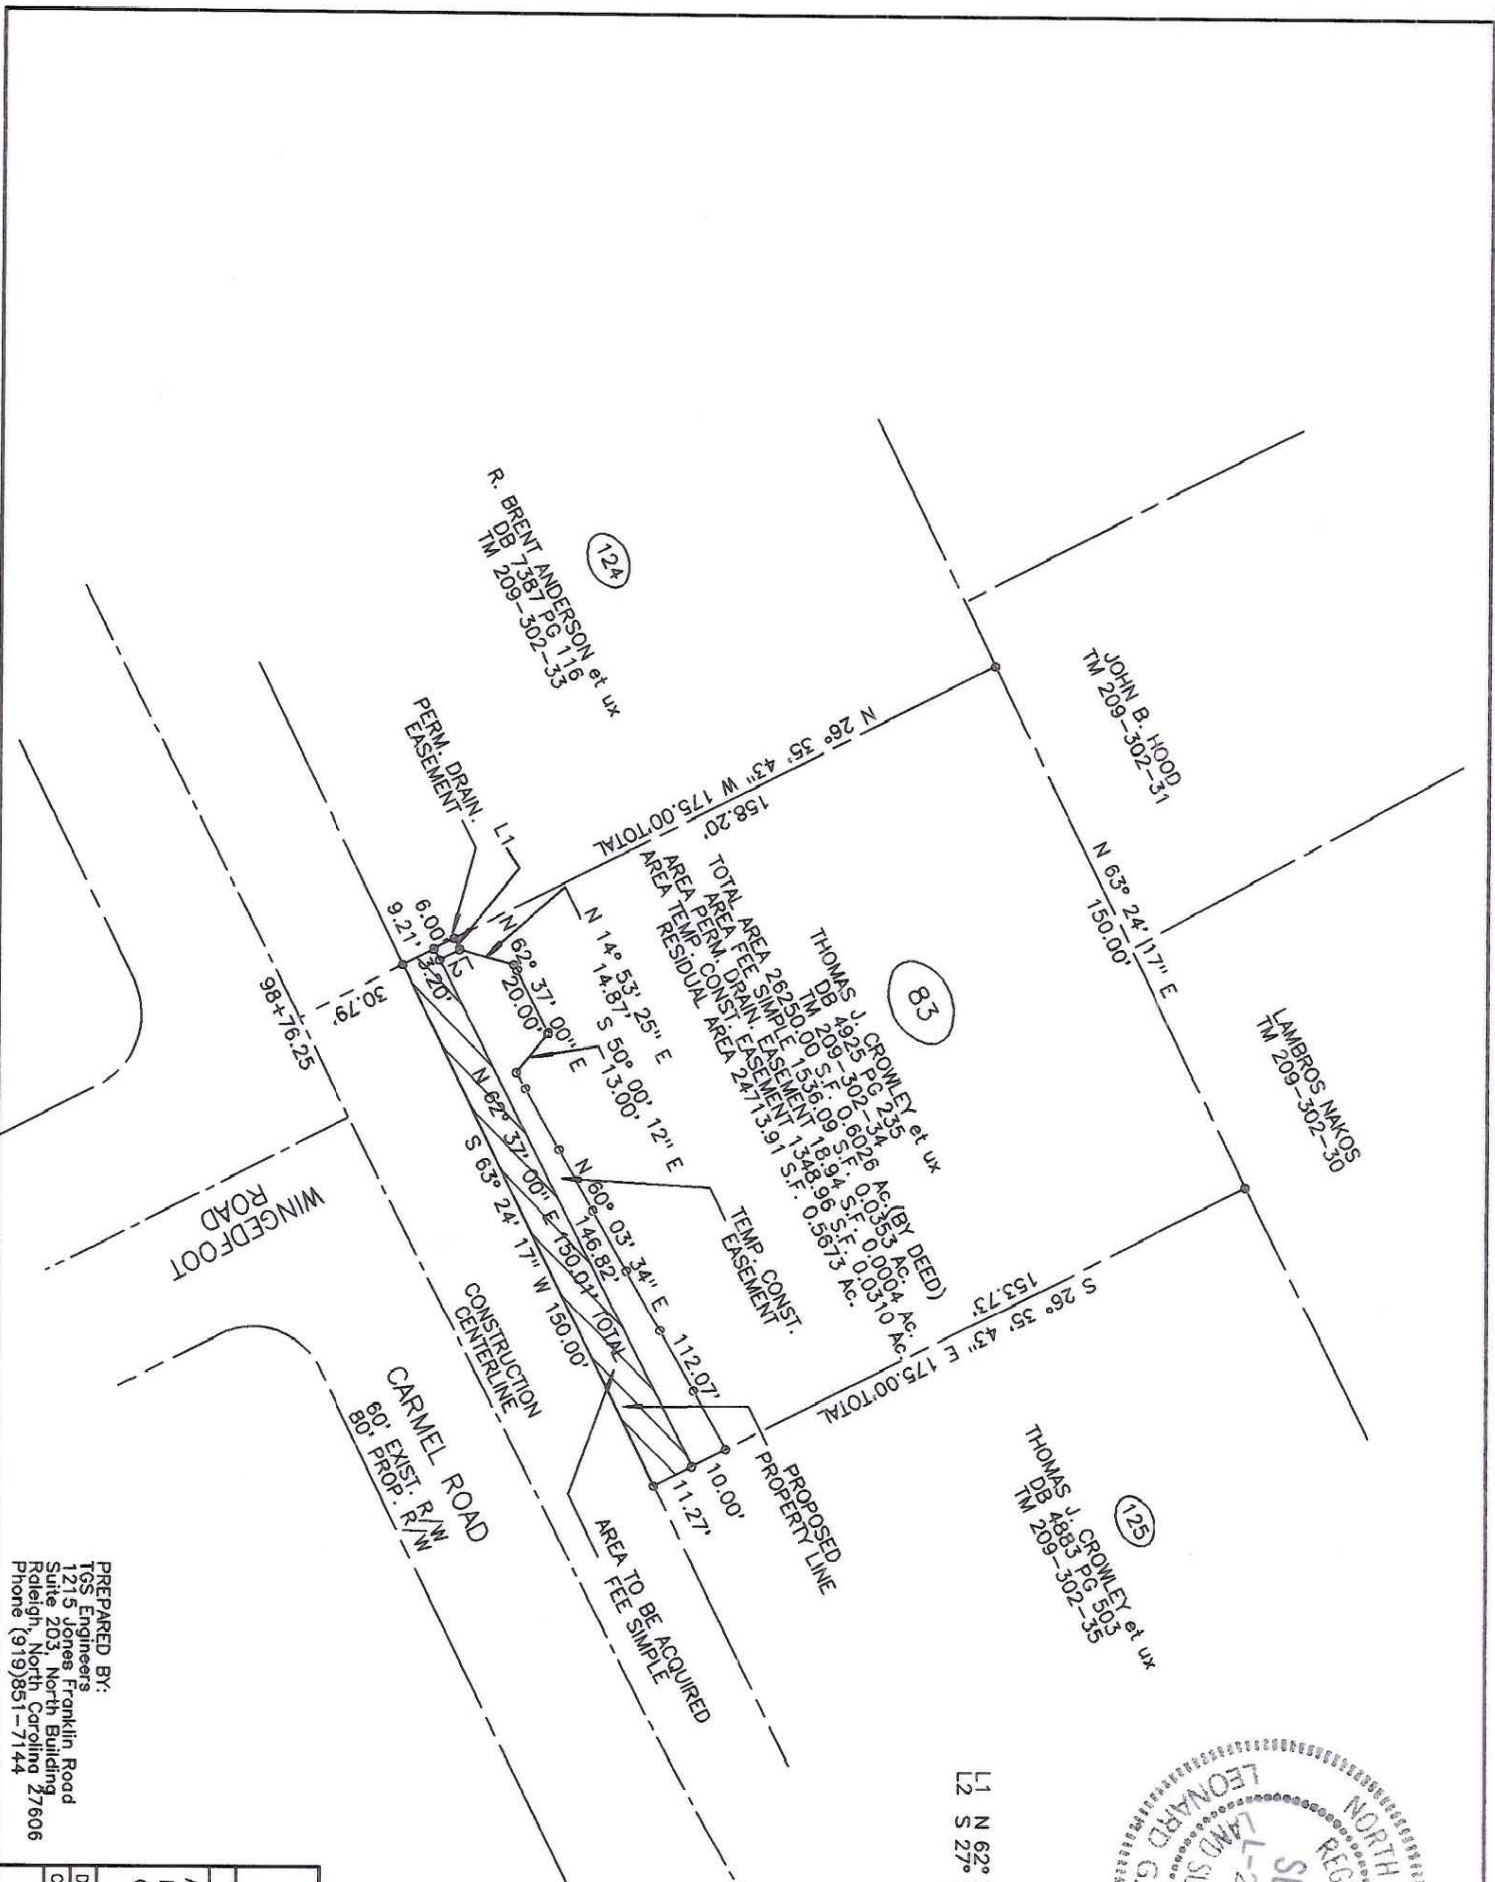 JOHN B. HOOD
TM 209-302-31
LAMBROS NAKOS
TM 209-302-30
N 63° 24' 17" E
150.00'
124
R. BRENT ANDERSON et ux
DB 7387 PG 116
TM 209-302-33
N 26° 35' 43" W 175.00' TOTAL
158.20'
83
THOMAS J. CROWLEY et ux
DB 4925 PG 235
TM 209-302-34
TOTAL AREA 26250.00 S.F. 0.6026 Ac.(BY DEED)
AREA FEE SIMPLE 1536.09 S.F. 0.0353 Ac.
AREA PERM. DRAIN. EASEMENT 18.94 S.F. 0.0004 Ac.
AREA TEMP. CONST. EASEMENT 1348.96 S.F. 0.0310 Ac.
RESIDUAL AREA 24713.91 S.F. 0.5673 Ac.
S 26° 35' 43" E 175.00' TOTAL
153.73'
125
THOMAS J. CROWLEY et ux
DB 4883 PG 503
TM 209-302-35
PERM. DRAIN.
EASEMENT
L1
L2
6.00'
9.21'
3.20'
30.79'
98+76.25
N 14° 53' 25" E
14.87'
N 62° 37' 00" E
20.00'
S 50° 00' 12" E
13.00'
N 60° 03' 34" E 112.07'
TEMP. CONST.
EASEMENT
N 62° 37' 00" E 150.01' TOTAL
146.82'
S 63° 24' 17" W 150.00'
10.00'
11.27'
PROPOSED
PROPERTY LINE
AREA TO BE ACQUIRED
FEE SIMPLE
CONSTRUCTION
CENTERLINE
WINGEDFOOT
ROAD
CARMEL ROAD
60' EXIST. R/W
80' PROP. R/W
L1 N 62°
L2 S 27°
NORTH
LEONARD G.
PREPARED BY:
TGS Engineers
1215 Jones Franklin Road
Suite 203, North Building
Raleigh, North Carolina 27606
Phone (919)851-7144